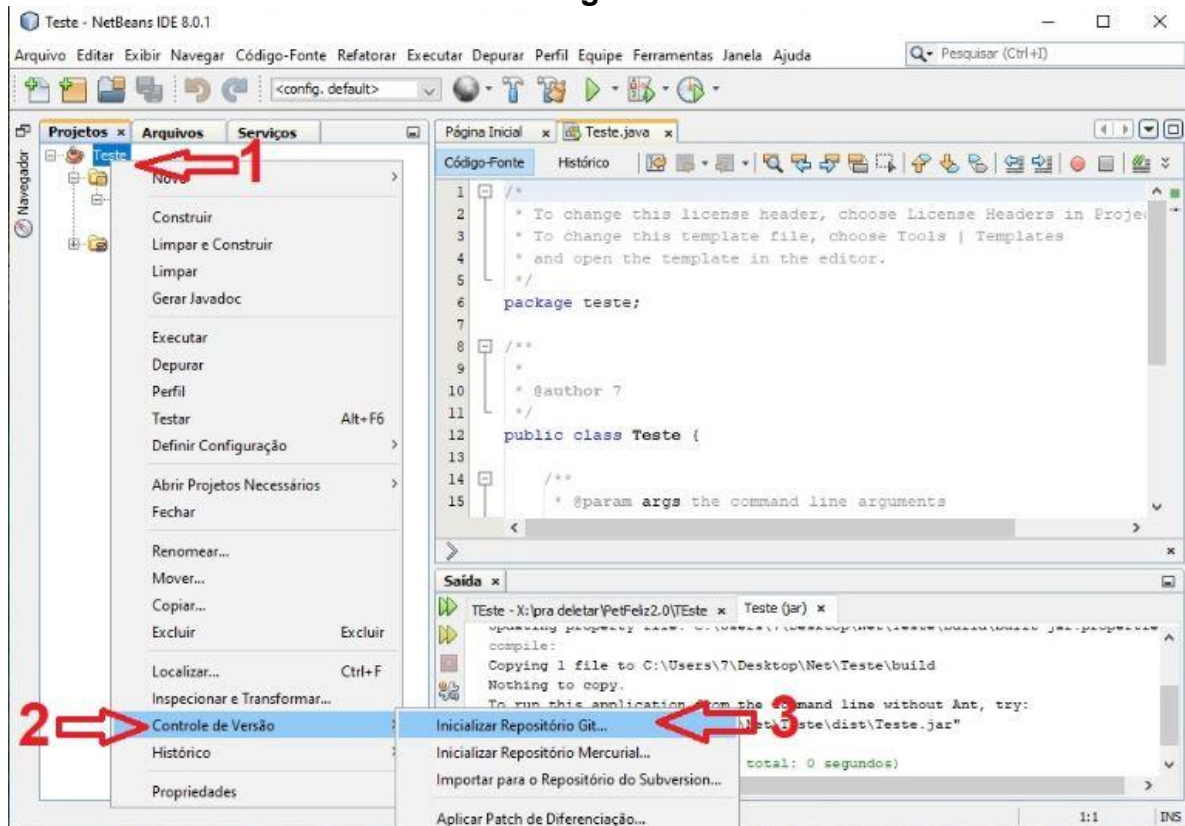 Teste - NetBeans IDE 8.0.1
Arquivo Editar Exibir Navegar Código-Fonte Refatorar Executar Depurar Perfil Equipe Ferramentas Janela Ajuda
Pesquisar (Ctrl+I)
<config. default>
Projetos Arquivos Serviços
Navegador
Teste
1
Novo
Construir
Limpar e Construir
Limpar
Gerar Javadoc
Executar
Depurar
Perfil
Testar Alt+F6
Definir Configuração
Abrir Projetos Necessários
Fechar
Renomear...
Mover...
Copiar...
Excluir Excluir
Localizar... Ctrl+F
Inspecionar e Transformar...
2
Controle de Versão
Histórico
Propriedades
Inicializar Repositório Git...
3
Inicializar Repositório Mercurial...
Importar para o Repositório do Subversion...
Aplicar Patch de Diferenciação...
Página Inicial Teste.java
Código-Fonte Histórico
1 /*
2 * To change this license header, choose License Headers in Projec
3 * To change this template file, choose Tools | Templates
4 * and open the template in the editor.
5 */
6 package teste;
7
8 /**
9 *
10 * @author 7
11 */
12 public class Teste {
13
14 /**
15 * @param args the command line arguments
Saída
TEste - X:\pra deletar\PetFeliz2.0\TEste Teste (jar)
compile:
Copying 1 file to C:\Users\7\Desktop\Net\Teste\build
Nothing to copy.
To run this application from the command line without Ant, try:
\Net\Teste\dist\Teste.jar"
total: 0 segundos)
1:1 INS